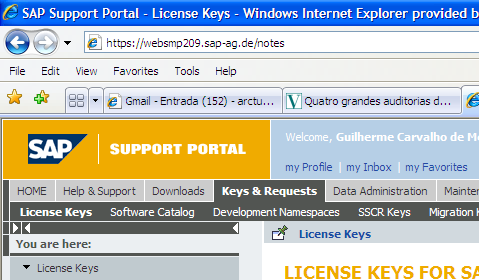 SAP Support Portal - License Keys - Windows Internet Explorer provided b
https://websmp209.sap-ag.de/notes
File Edit View Favorites Tools Help
Gmail - Entrada (152) - arctu... Quatro grandes auditorias d...
SAP SUPPORT PORTAL
Welcome, Guilherme Carvalho de Me
my Profile | my Inbox | my Favorites
HOME Help & Support Downloads Keys & Requests Data Administration Mainten
License Keys Software Catalog Development Namespaces SSCR Keys Migration K
You are here: License Keys
License Keys
LICENSE KEYS FOR SA